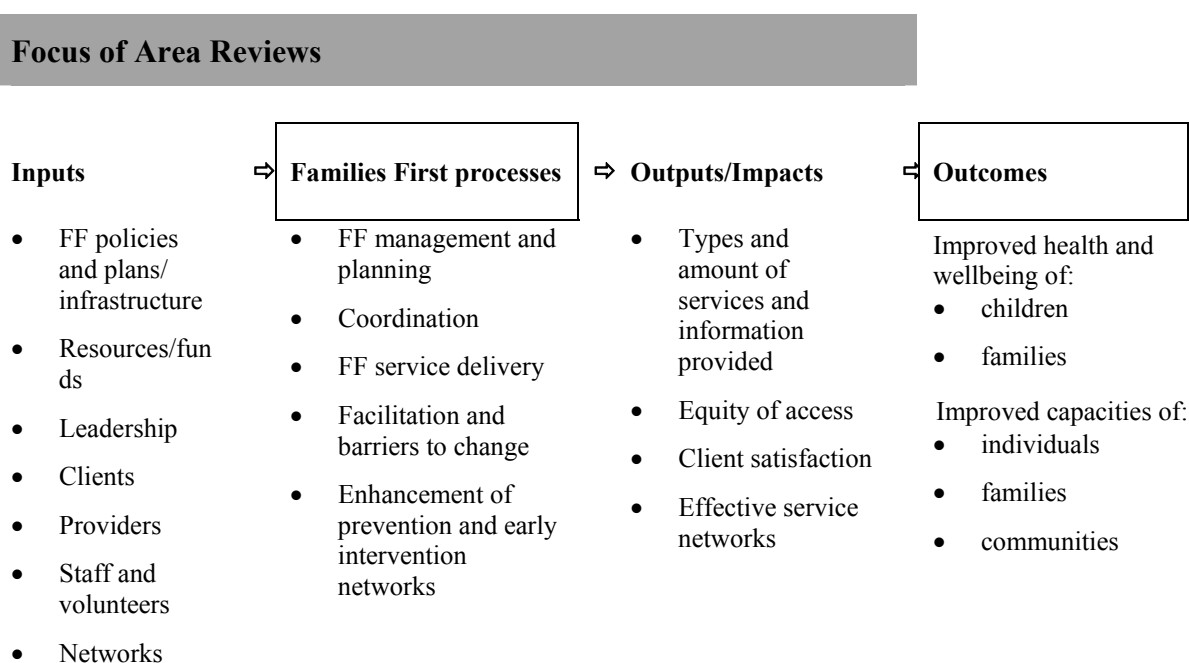 Focus of Area Reviews
Inputs
⇨
Families First processes
⇨
Outputs/Impacts
⇨
Outcomes
• FF policies
and plans/
infrastructure
• Resources/fun
ds
• Leadership
• Clients
• Providers
• Staff and
volunteers
• Networks
• FF management and
planning
• Coordination
• FF service delivery
• Facilitation and
barriers to change
• Enhancement of
prevention and early
intervention
networks
• Types and
amount of
services and
information
provided
• Equity of access
• Client satisfaction
• Effective service
networks
Improved health and
wellbeing of:
• children
• families
Improved capacities of:
• individuals
• families
• communities